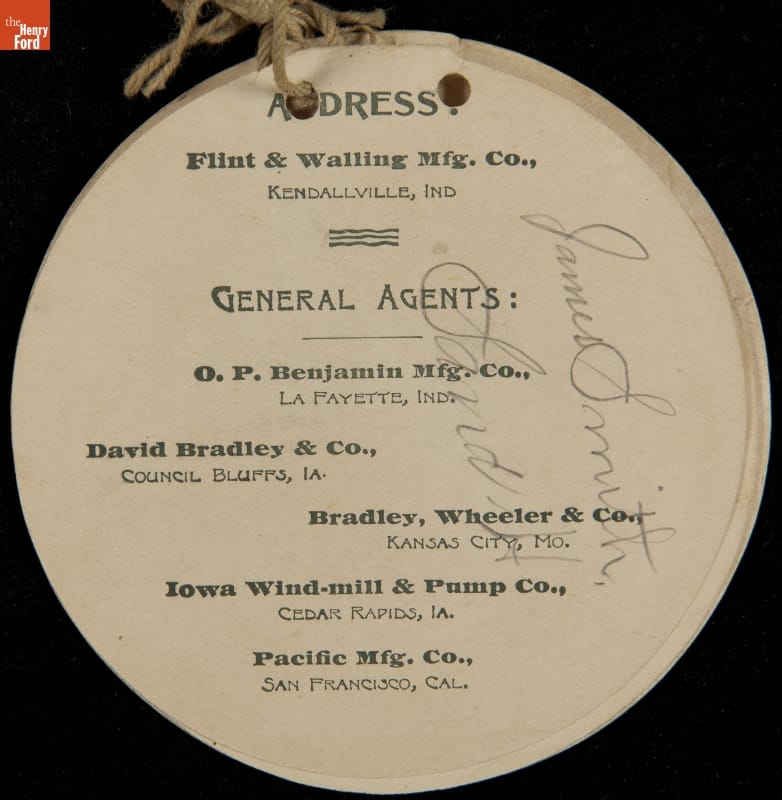 the
Henry
Ford
ADDRESS:
Flint & Walling Mfg. Co.,
KENDALLVILLE, IND
GENERAL AGENTS:
O. P. Benjamin Mfg. Co.,
LA FAYETTE, IND.
David Bradley & Co.,
COUNCIL BLUFFS, IA.
Bradley, Wheeler & Co.,
KANSAS CITY, MO.
Iowa Wind-mill & Pump Co.,
CEDAR RAPIDS, IA.
Pacific Mfg. Co.,
SAN FRANCISCO, CAL.
James Smith,